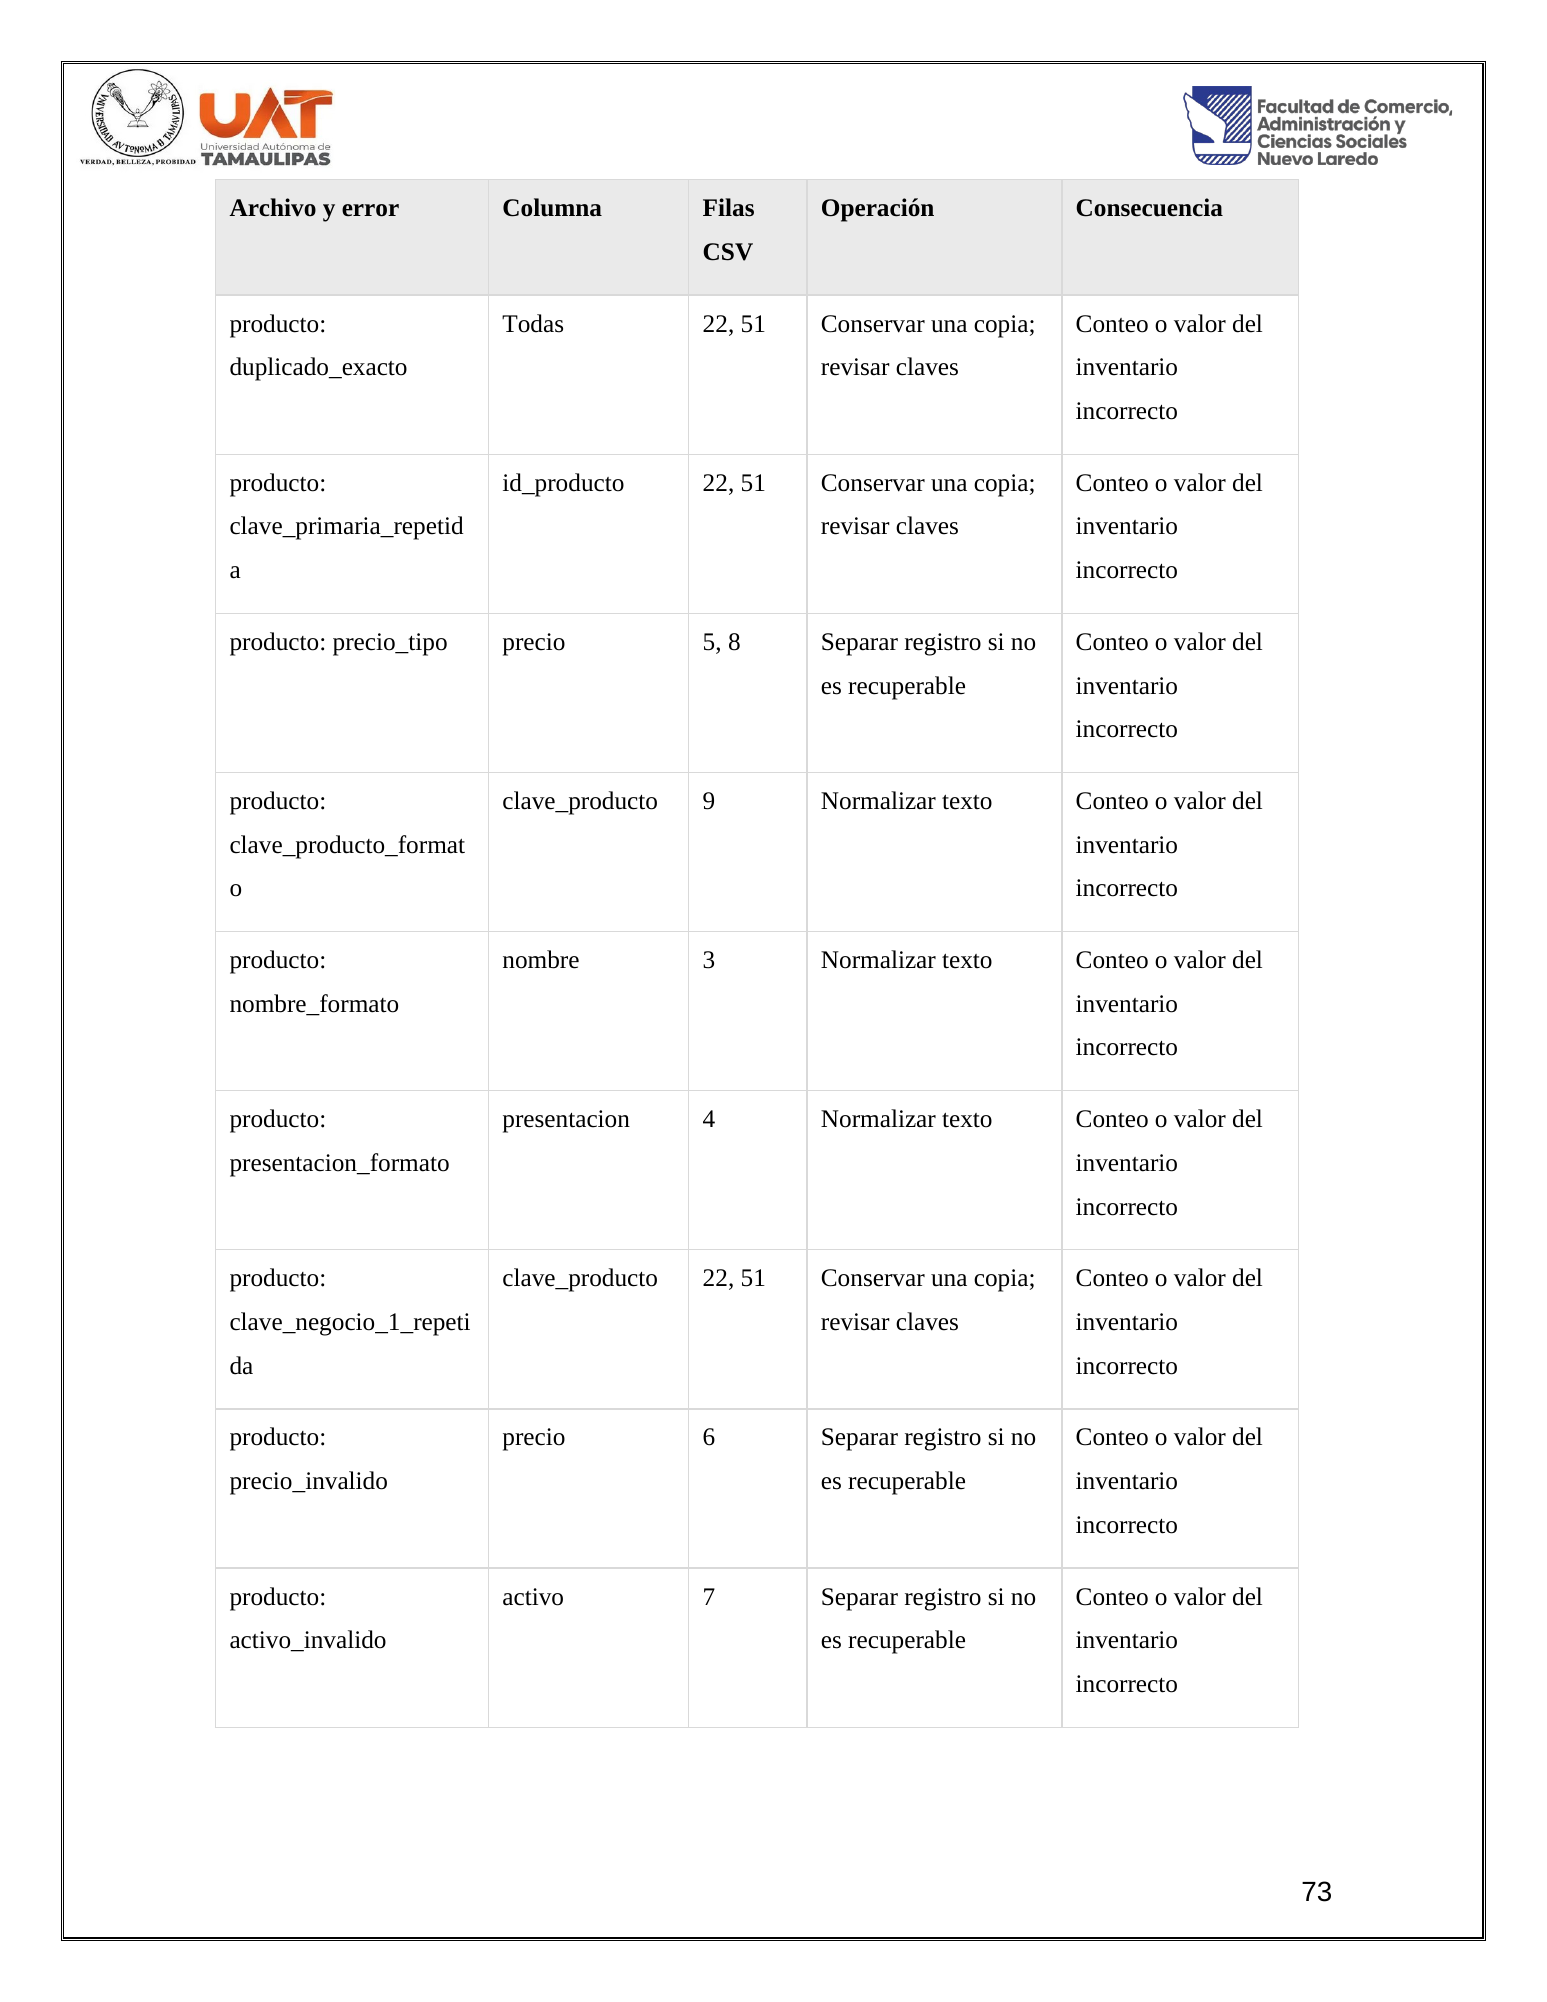 UNIVERSIDAD AVTONOMA D TAMAVLIPAS
VERDAD, BELLEZA, PROBIDAD
UAT
Universidad Autónoma de
TAMAULIPAS
Facultad de Comercio,
Administración y
Ciencias Sociales
Nuevo Laredo
Archivo y error Columna Filas Operación Consecuencia
CSV
producto: Todas 22, 51 Conservar una copia; Conteo o valor del
duplicado_exacto revisar claves inventario
incorrecto
producto: id_producto 22, 51 Conservar una copia; Conteo o valor del
clave_primaria_repetid revisar claves inventario
a incorrecto
producto: precio_tipo precio 5, 8 Separar registro si no Conteo o valor del
es recuperable inventario
incorrecto
producto: clave_producto 9 Normalizar texto Conteo o valor del
clave_producto_format inventario
o incorrecto
producto: nombre 3 Normalizar texto Conteo o valor del
nombre_formato inventario
incorrecto
producto: presentacion 4 Normalizar texto Conteo o valor del
presentacion_formato inventario
incorrecto
producto: clave_producto 22, 51 Conservar una copia; Conteo o valor del
clave_negocio_1_repeti revisar claves inventario
da incorrecto
producto: precio 6 Separar registro si no Conteo o valor del
precio_invalido es recuperable inventario
incorrecto
producto: activo 7 Separar registro si no Conteo o valor del
activo_invalido es recuperable inventario
incorrecto
73